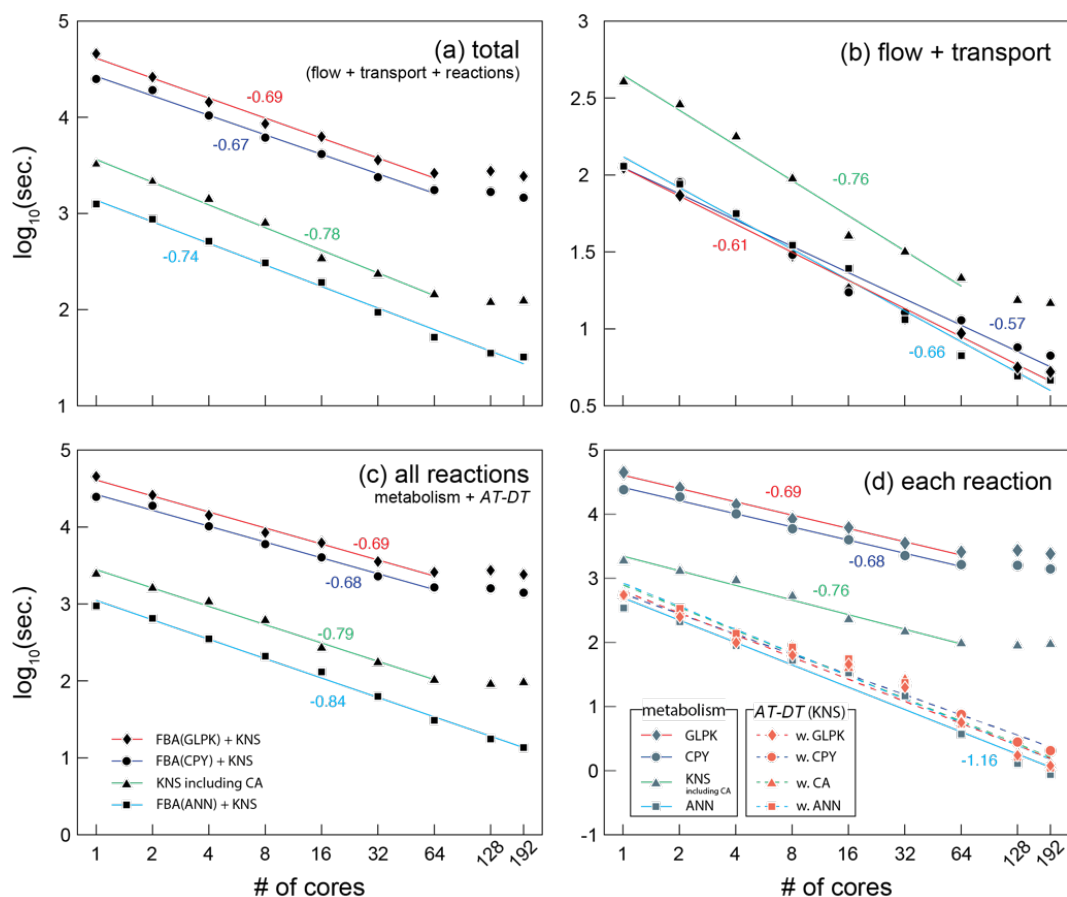 (a) total
(flow + transport + reactions)
log10(sec.)
5
4
3
2
1
-0.69
-0.67
-0.78
-0.74
(b) flow + transport
3
2.5
2
1.5
1
0.5
-0.76
-0.61
-0.57
-0.66
(c) all reactions
metabolism + AT-DT
log10(sec.)
5
4
3
2
1
0
-0.69
-0.68
-0.79
-0.84
FBA(GLPK) + KNS
FBA(CPY) + KNS
KNS including CA
FBA(ANN) + KNS
1 2 4 8 16 32 64 128 192
# of cores
(d) each reaction
5
4
3
2
1
0
-1
-0.69
-0.68
-0.76
-1.16
metabolism
GLPK
CPY
KNS
including CA
ANN
AT-DT (KNS)
w. GLPK
w. CPY
w. CA
w. ANN
1 2 4 8 16 32 64 128 192
# of cores